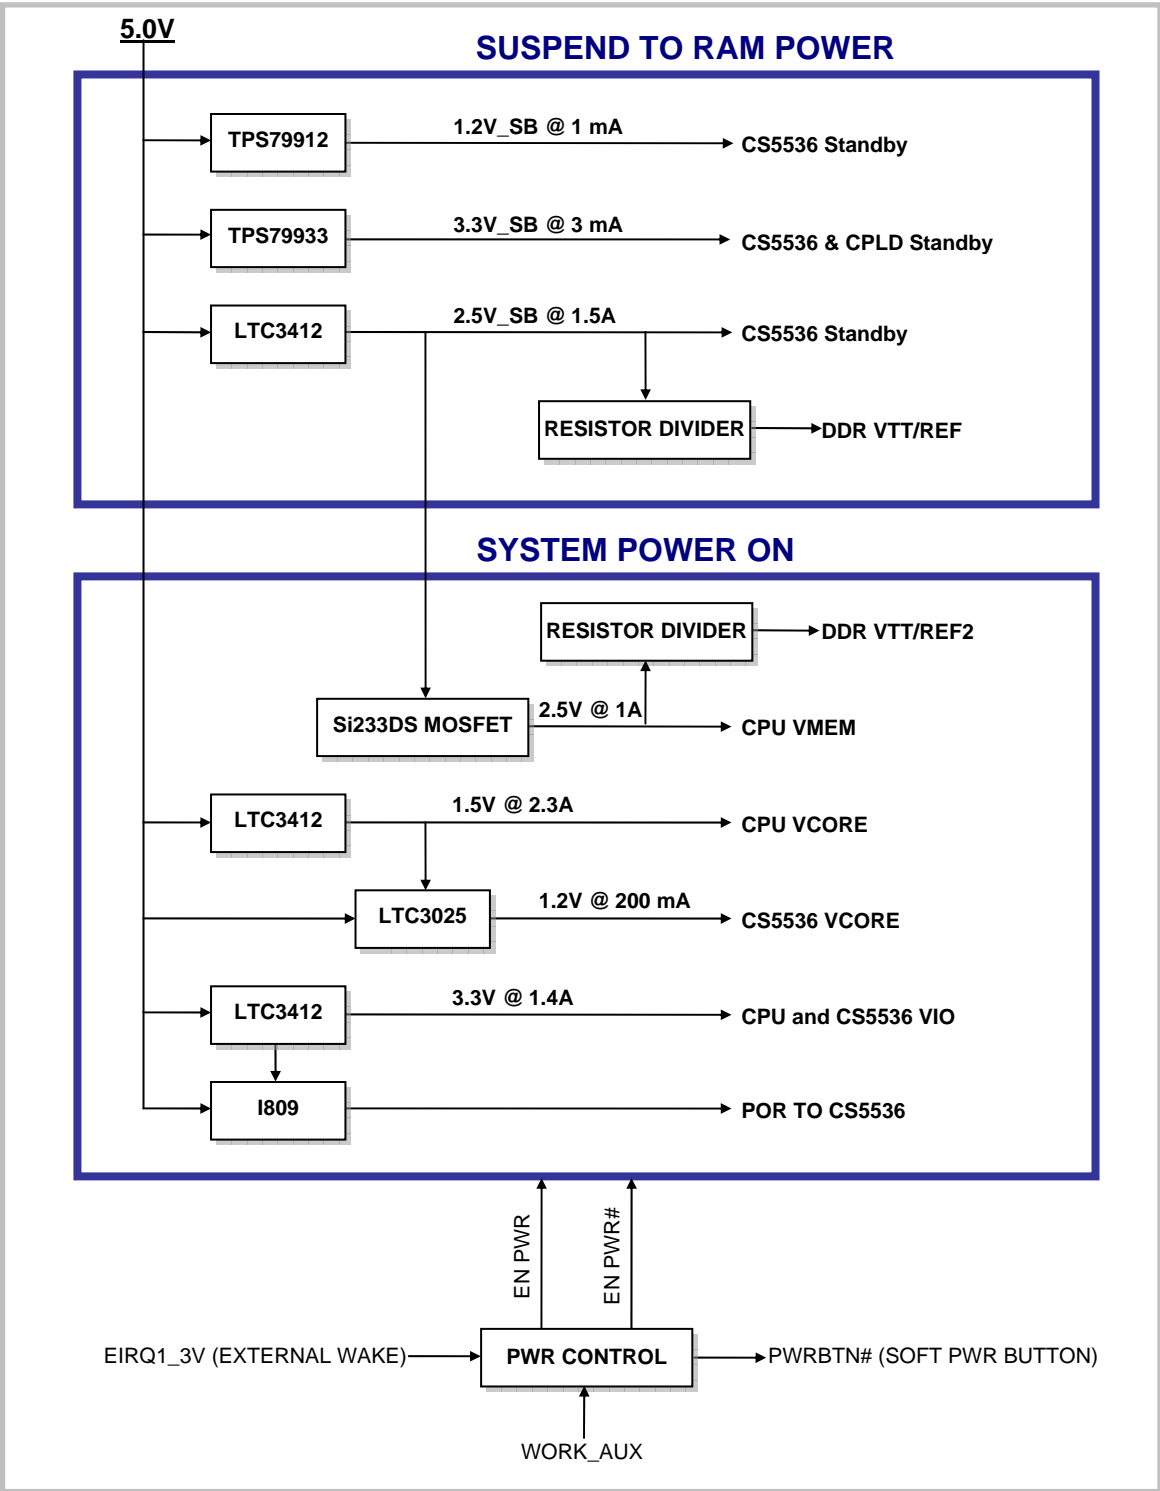 5.0V
SUSPEND TO RAM POWER
TPS79912
1.2V_SB @ 1 mA
CS5536 Standby
TPS79933
3.3V_SB @ 3 mA
CS5536 & CPLD Standby
LTC3412
2.5V_SB @ 1.5A
CS5536 Standby
RESISTOR DIVIDER
DDR VTT/REF
SYSTEM POWER ON
RESISTOR DIVIDER
DDR VTT/REF2
Si233DS MOSFET
2.5V @ 1A
CPU VMEM
LTC3412
1.5V @ 2.3A
CPU VCORE
LTC3025
1.2V @ 200 mA
CS5536 VCORE
LTC3412
3.3V @ 1.4A
CPU and CS5536 VIO
I809
POR TO CS5536
EN PWR
EN PWR#
EIRQ1_3V (EXTERNAL WAKE)
PWR CONTROL
PWRBTN# (SOFT PWR BUTTON)
WORK_AUX